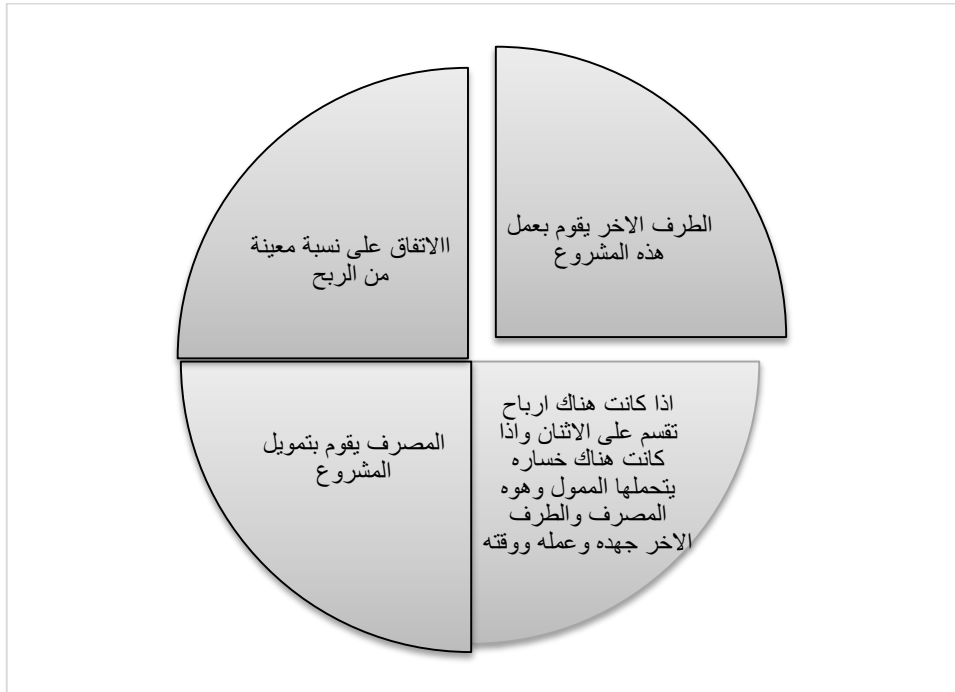 الطرف الاخر يقوم بعمل
هذه المشروع
االاتفاق على نسبة معينة
من الربح
اذا كانت هناك ارباح
تقسم على الاثنان واذا
كانت هناك خساره
يتحملها الممول وهوه
المصرف والطرف
الاخر جهده وعمله ووقته
المصرف يقوم بتمويل
المشروع